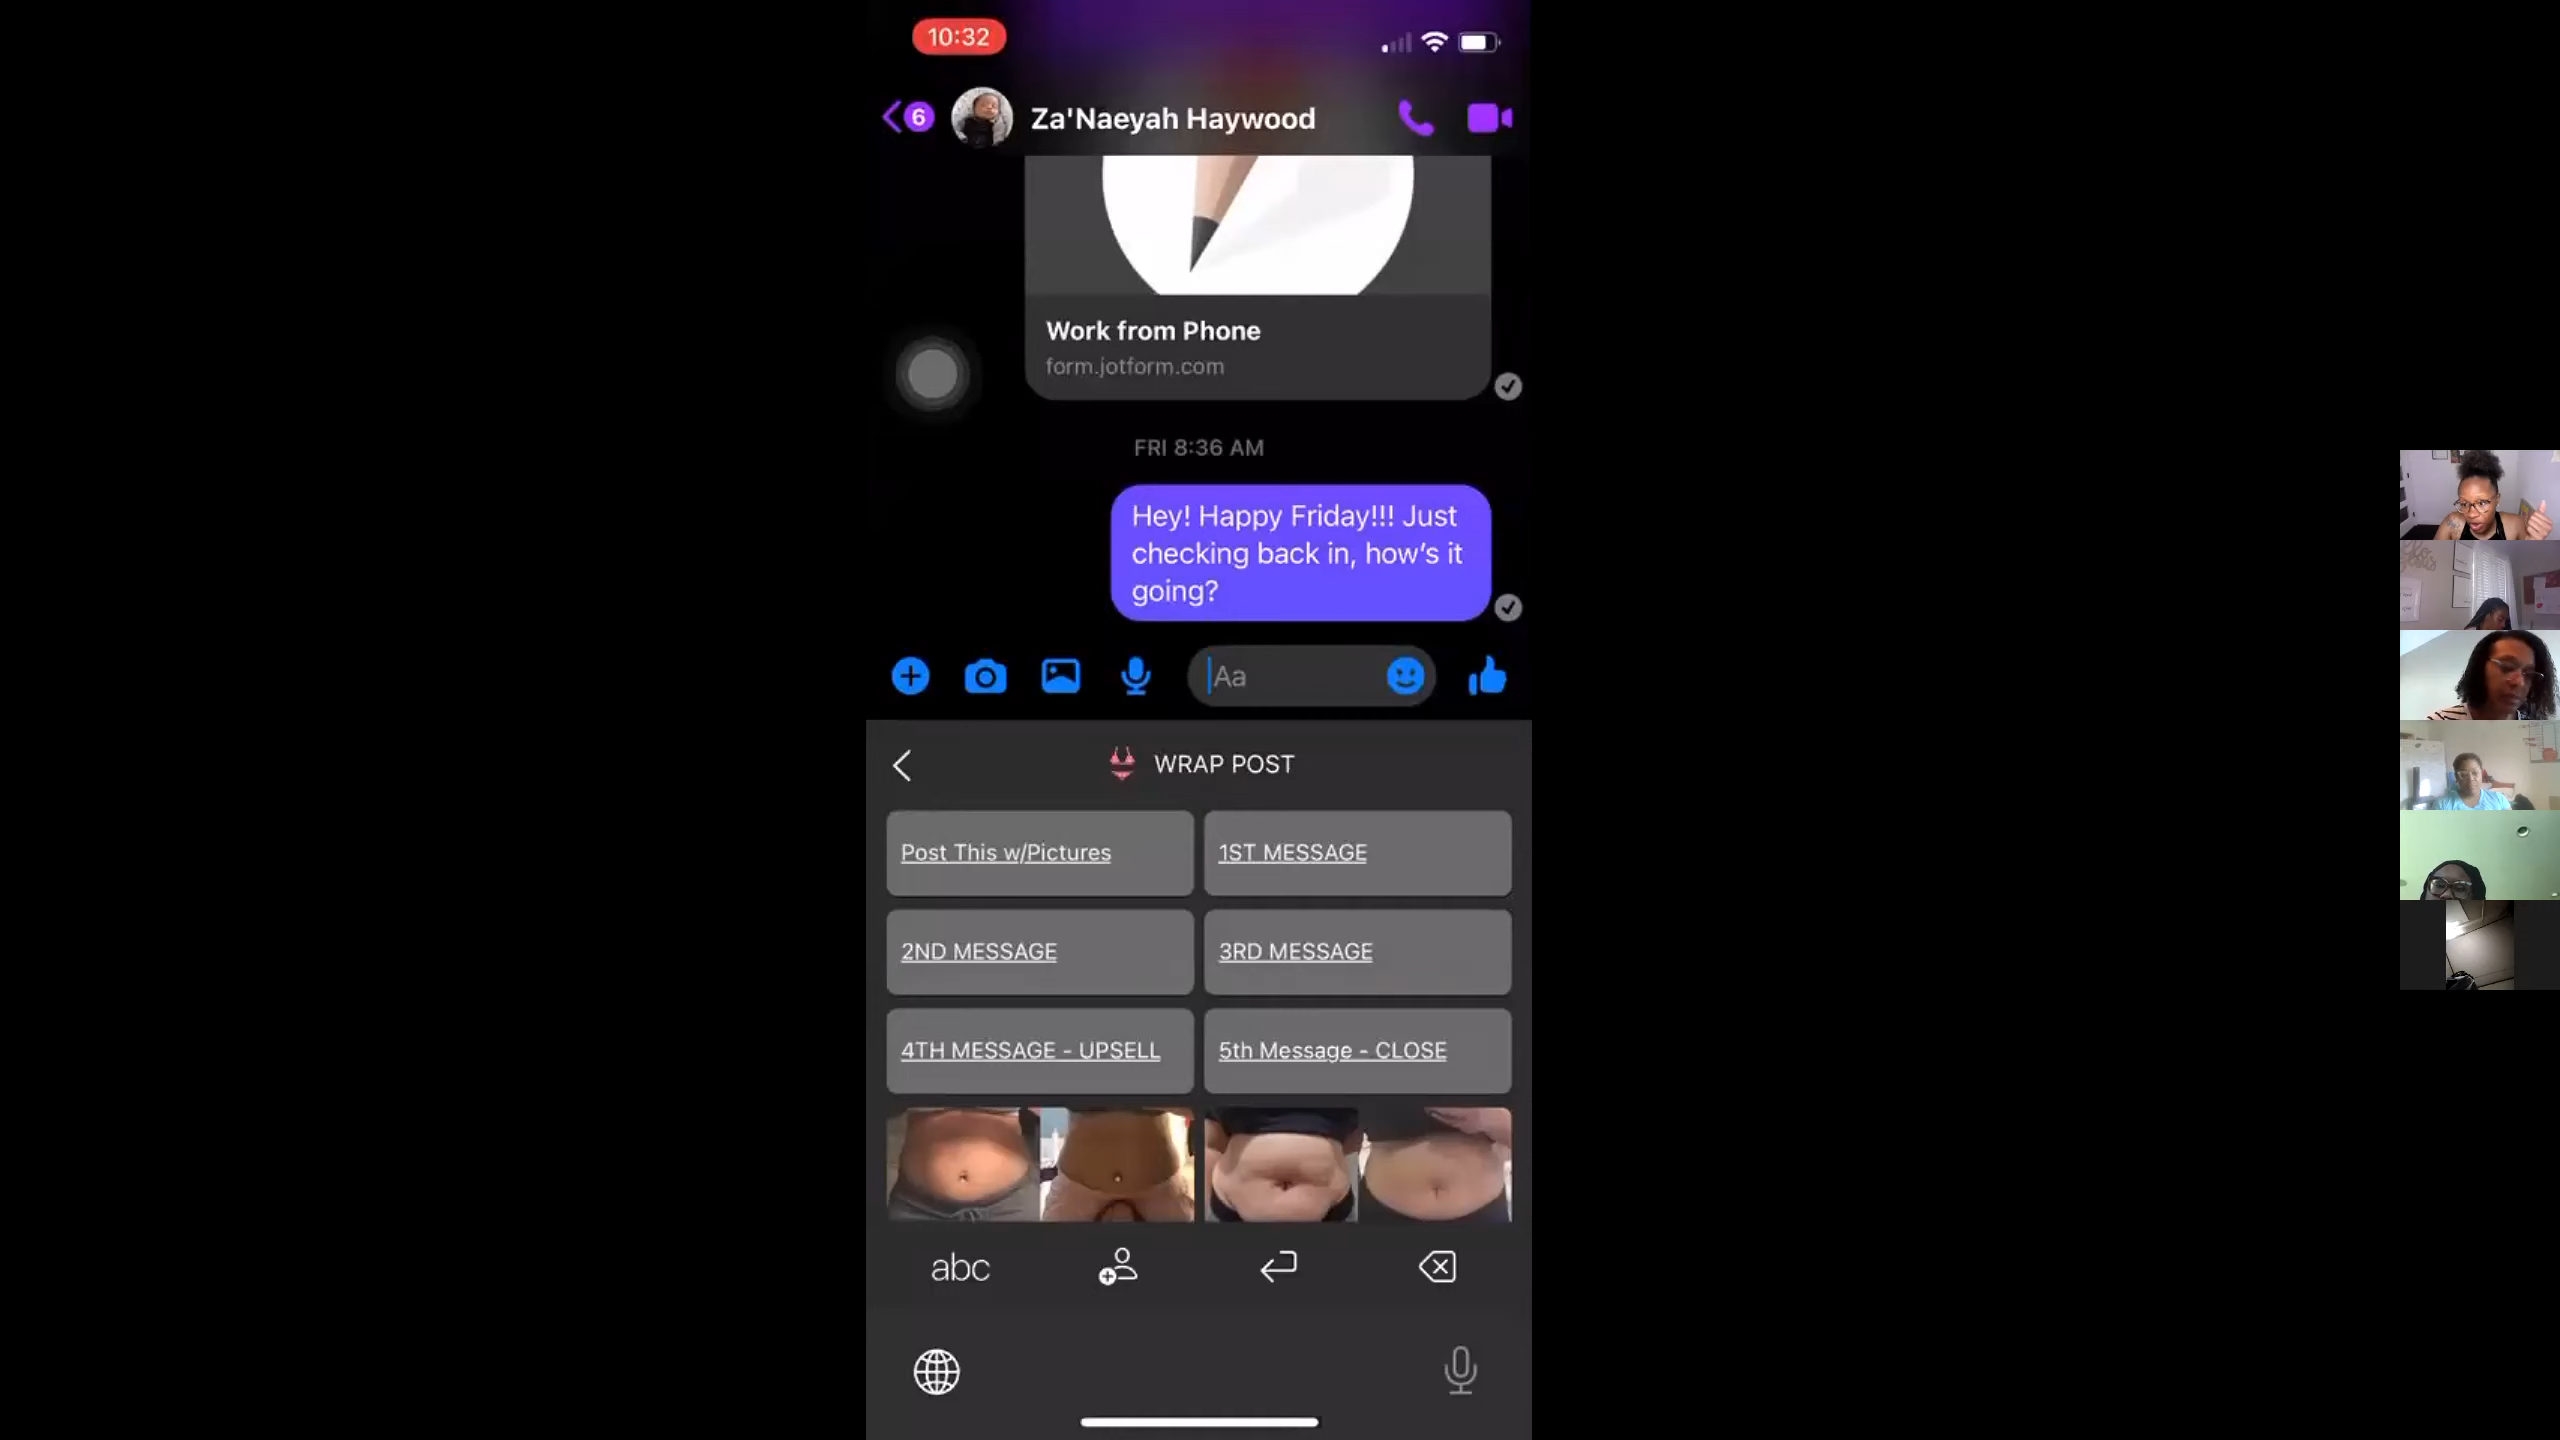 10:32
6
Za'Naeyah Haywood
Work from Phone
form.jotform.com
FRI 8:36 AM
Hey! Happy Friday!!! Just
checking back in, how's it
going?
Aa
WRAP POST
Post This w/Pictures
1ST MESSAGE
2ND MESSAGE
3RD MESSAGE
4TH MESSAGE - UPSELL
5th Message - CLOSE
abc